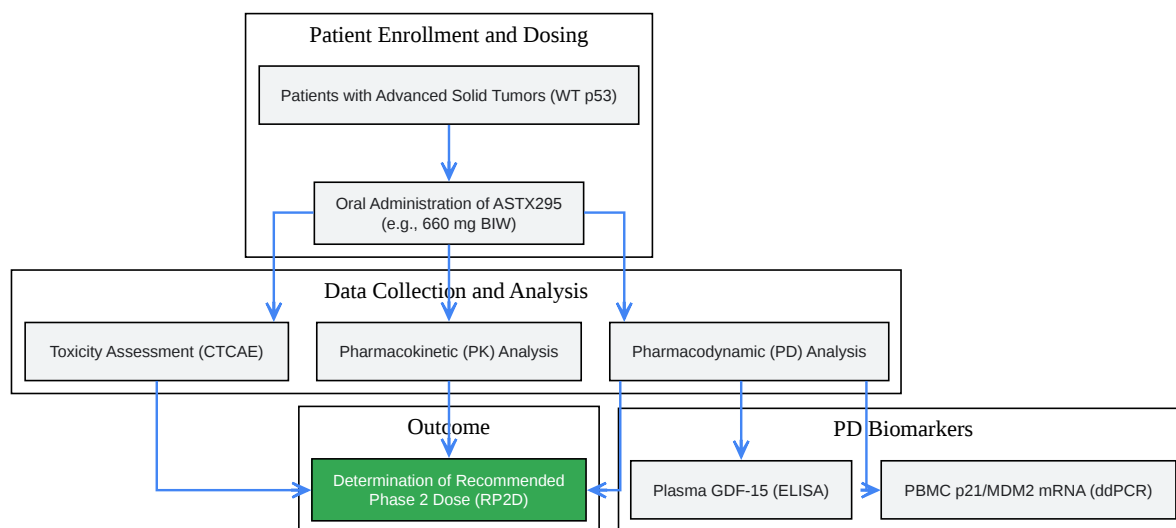 Patient Enrollment and Dosing
Patients with Advanced Solid Tumors (WT p53)
Oral Administration of ASTX295
(e.g., 660 mg BIW)
Data Collection and Analysis
Toxicity Assessment (CTCAE)
Pharmacokinetic (PK) Analysis
Pharmacodynamic (PD) Analysis
Outcome
Determination of Recommended
Phase 2 Dose (RP2D)
PD Biomarkers
Plasma GDF-15 (ELISA)
PBMC p21/MDM2 mRNA (ddPCR)